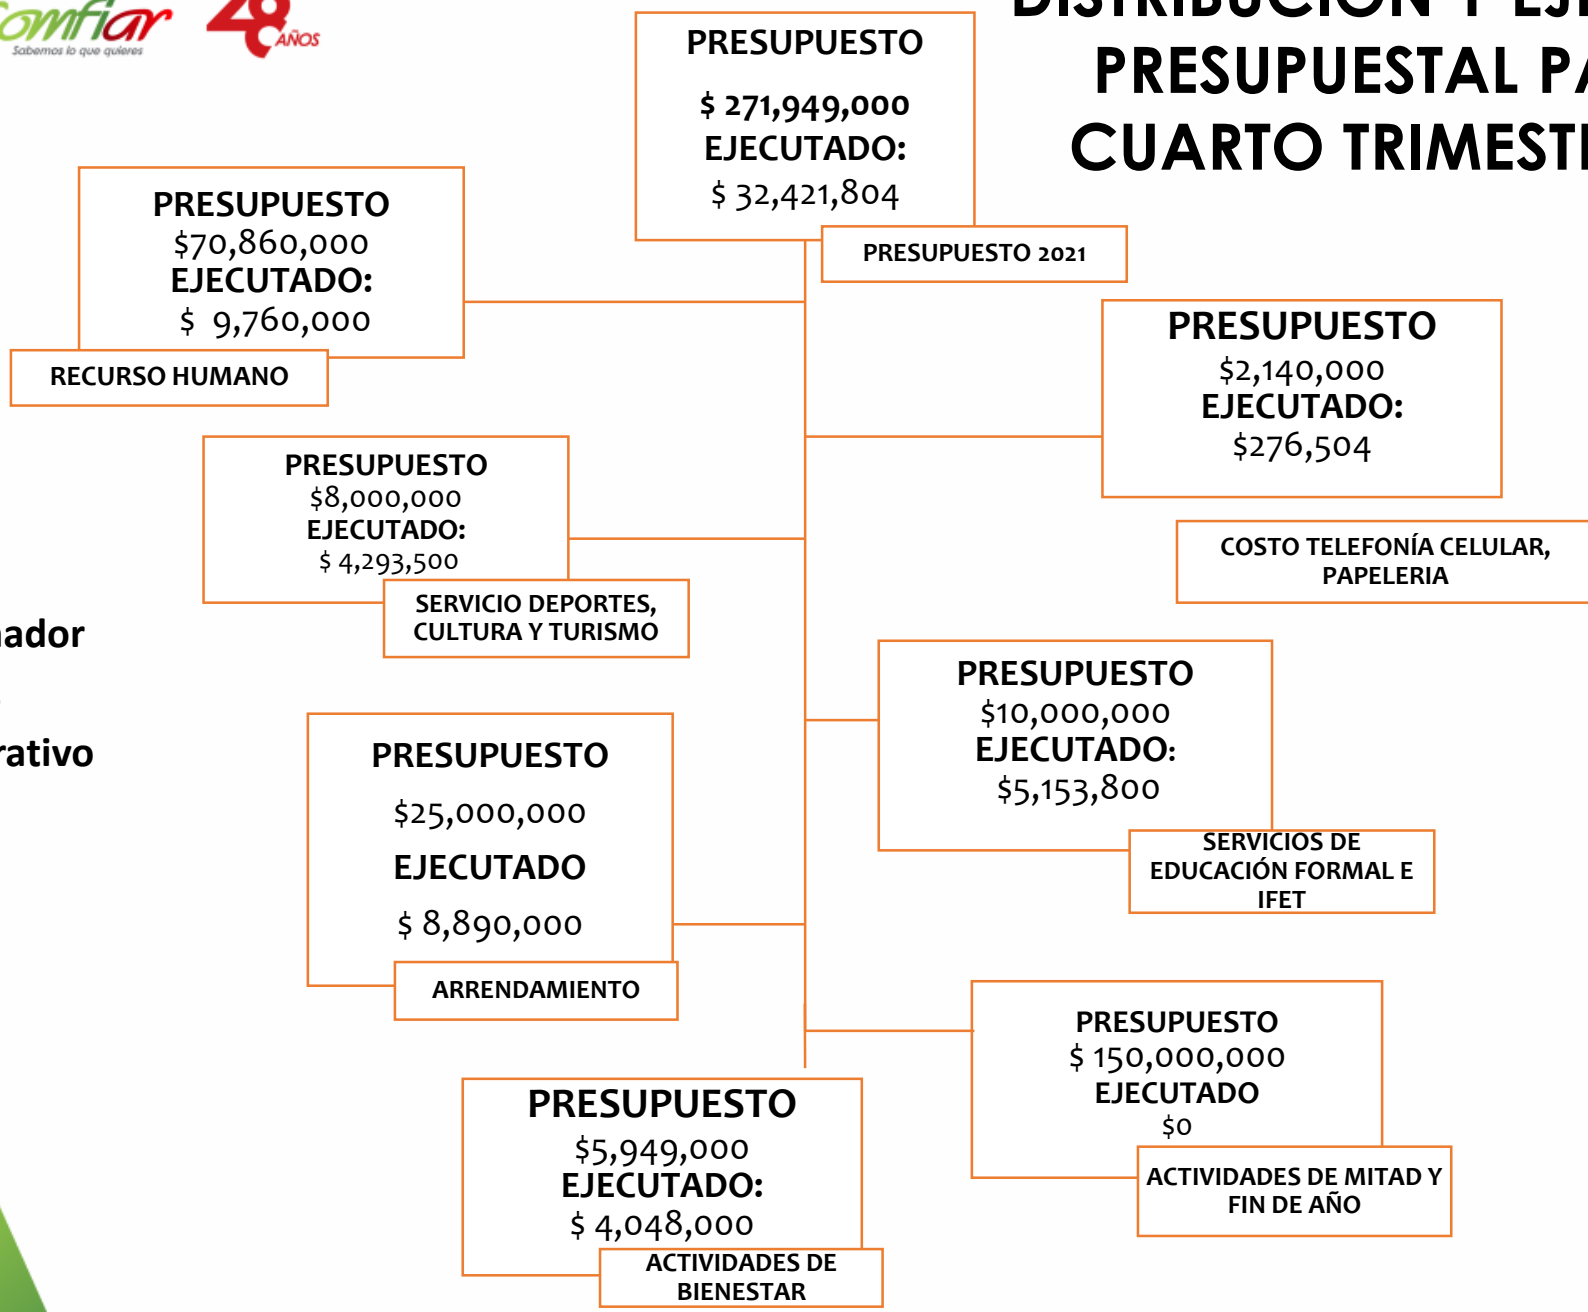 Comfiar
Sabemos lo que quieres
28
AÑOS
PRESUPUESTAL
CUARTO
PRESUPUESTO
$ 271,949,000
EJECUTADO:
$ 32,421,804
PRESUPUESTO 2021
PRESUPUESTO
$70,860,000
EJECUTADO:
$ 9,760,000
RECURSO HUMANO
PRESUPUESTO
$2,140,000
EJECUTADO:
$276,504
COSTO TELEFONÍA CELULAR,
PAPELERIA
PRESUPUESTO
$8,000,000
EJECUTADO:
$ 4,293,500
SERVICIO DEPORTES,
CULTURA Y TURISMO
PRESUPUESTO
$10,000,000
EJECUTADO:
$5,153,800
SERVICIOS DE
EDUCACIÓN FORMAL E
IFET
PRESUPUESTO
$25,000,000
EJECUTADO
$ 8,890,000
ARRENDAMIENTO
PRESUPUESTO
$ 150,000,000
EJECUTADO
$0
ACTIVIDADES DE MITAD Y
FIN DE AÑO
PRESUPUESTO
$5,949,000
EJECUTADO:
$ 4,048,000
ACTIVIDADES DE
BIENESTAR